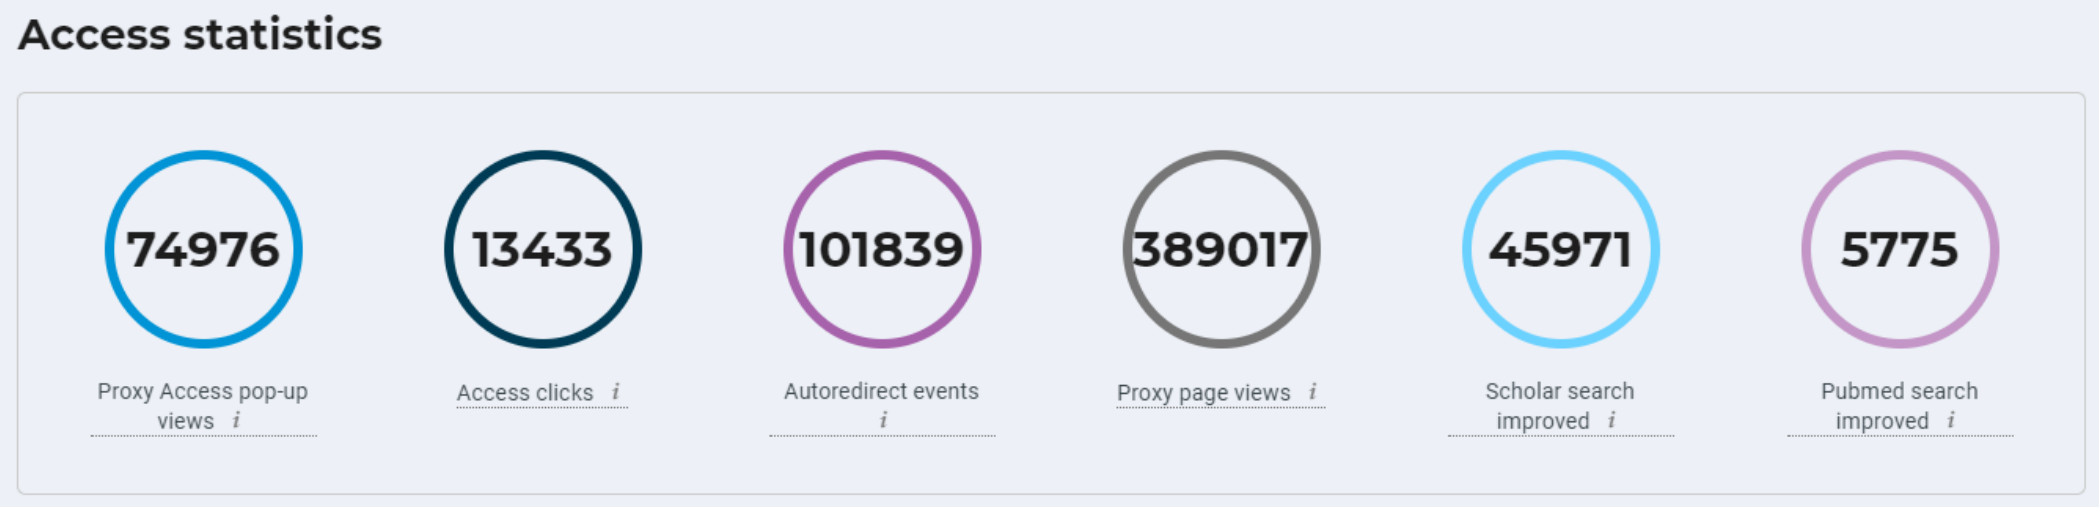 Access statistics
74976
13433
101839
389017
45971
5775
Proxy Access pop-up
views i
Access clicks i
Autoredirect events
i
Proxy page views i
Scholar search
improved i
Pubmed search
improved i